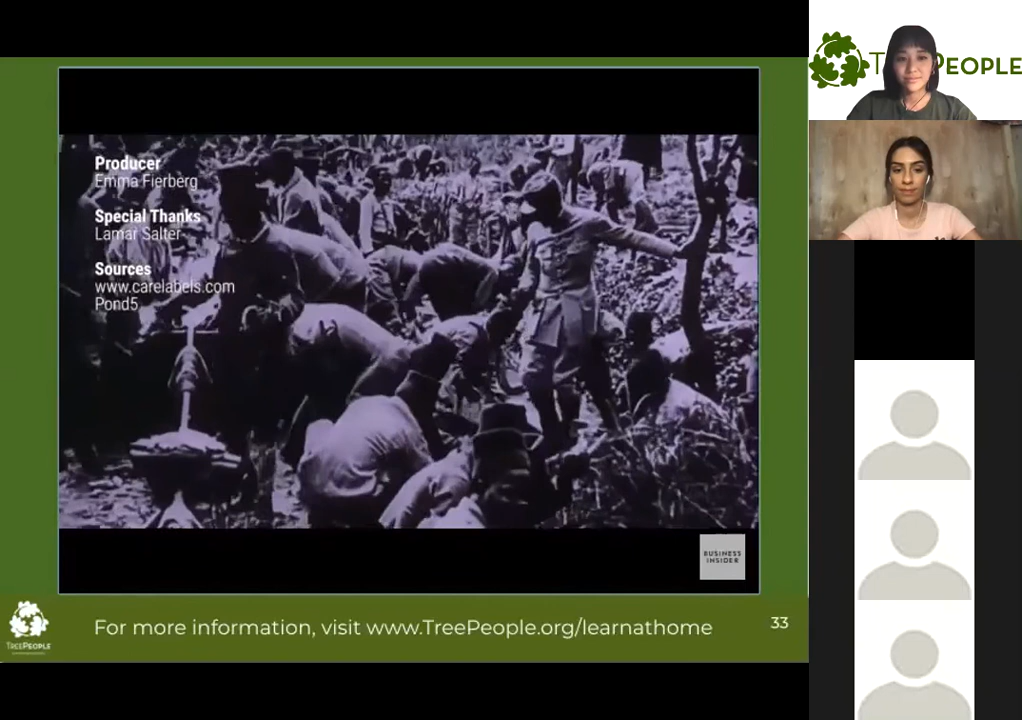 Producer
Emma Fierberg
Special Thanks
Lamar Salter
Sources
www.carelabels.com
Pond5
BUSINESS
INSIDER
TREEPEOPLE
For more information, visit www.TreePeople.org/learnathome
33
T PEOPLE